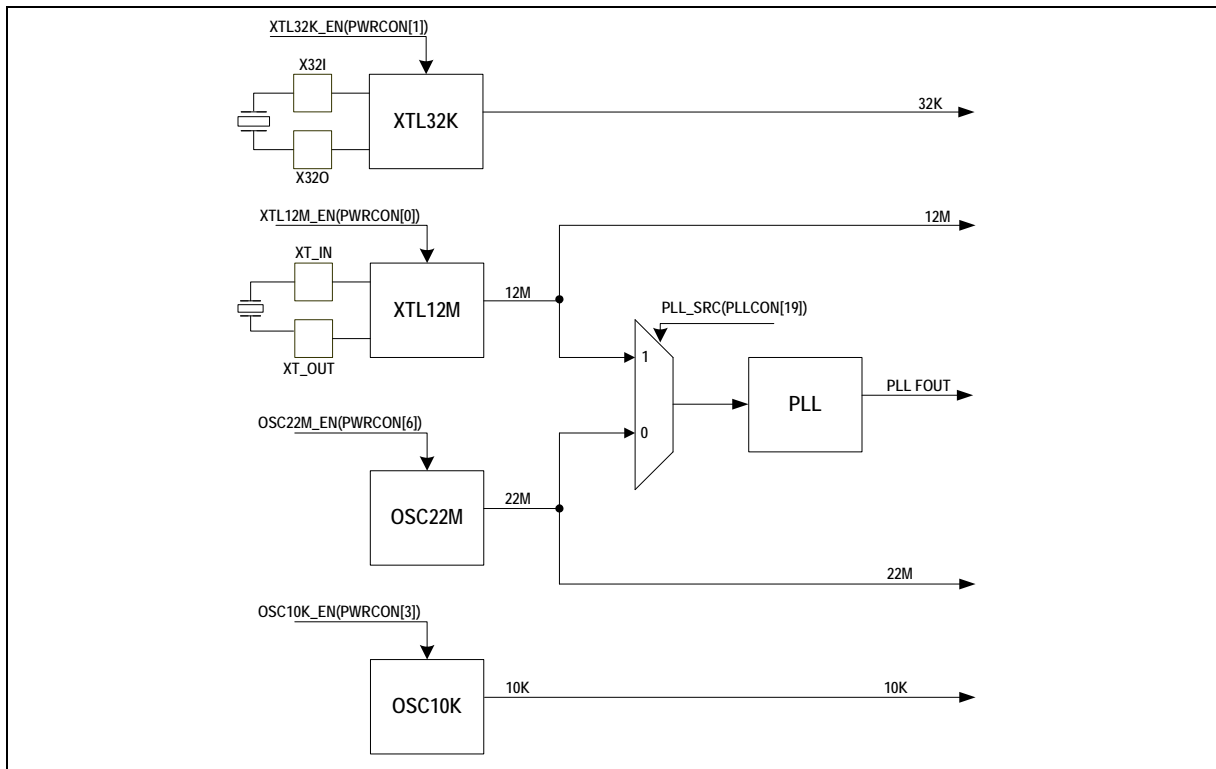 XTL32K_EN(PWRCON[1])
X32I
XTL32K
32K
X32O
XTL12M_EN(PWRCON[0])
12M
XT_IN
XTL12M
12M
PLL_SRC(PLLCON[19])
1
XT_OUT
PLL
PLL FOUT
OSC22M_EN(PWRCON[6])
0
OSC22M
22M
22M
OSC10K_EN(PWRCON[3])
OSC10K
10K
10K